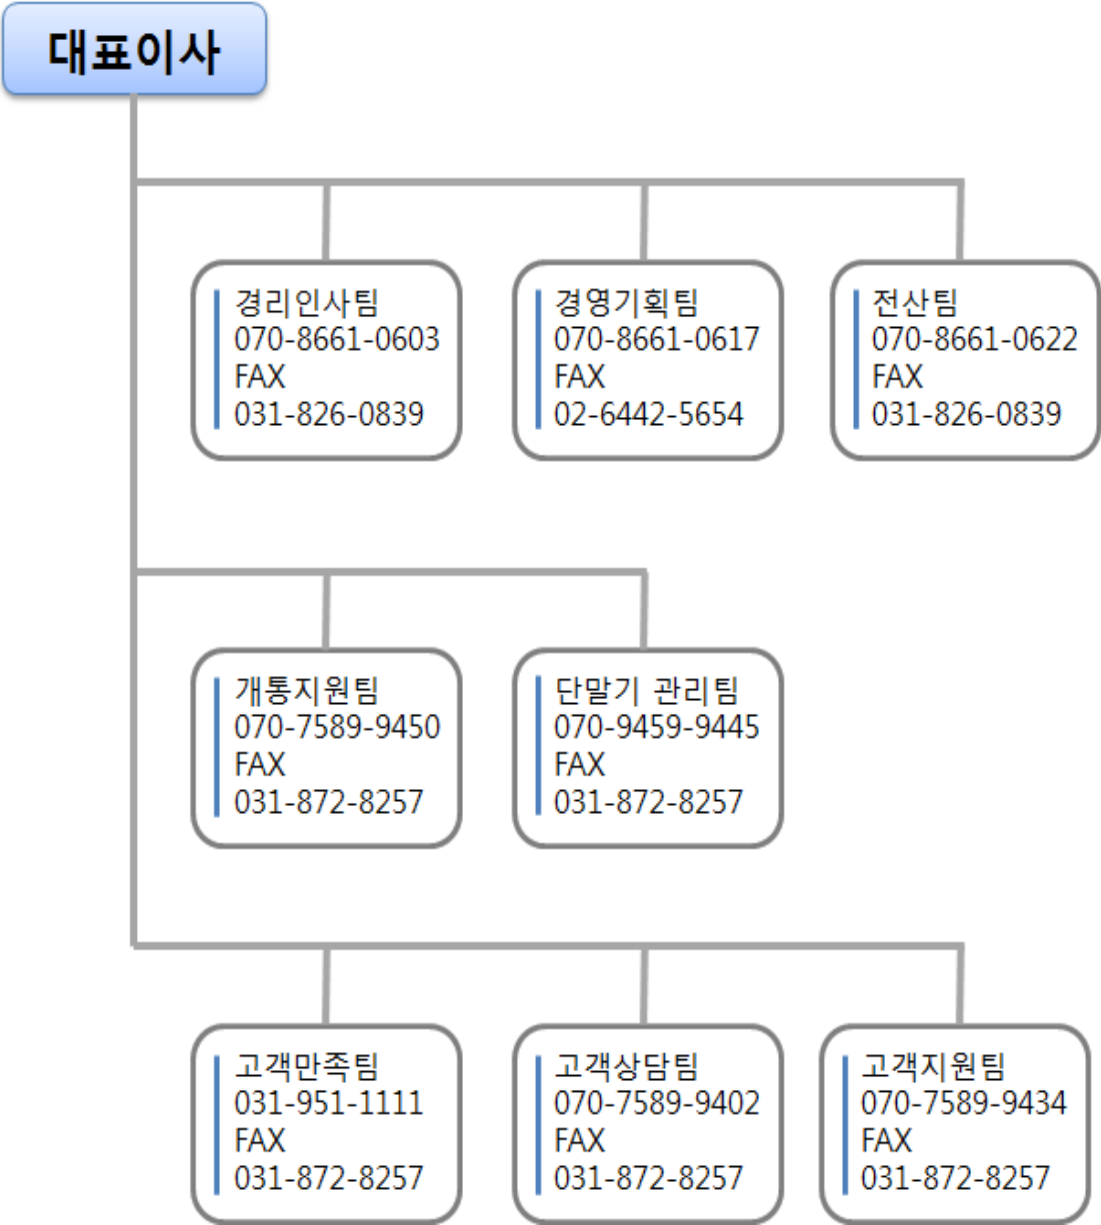 대표이사
경리인사팀
070-8661-0603
FAX
031-826-0839
경영기획팀
070-8661-0617
FAX
02-6442-5654
전산팀
070-8661-0622
FAX
031-826-0839
개통지원팀
070-7589-9450
FAX
031-872-8257
단말기 관리팀
070-9459-9445
FAX
031-872-8257
고객만족팀
031-951-1111
FAX
031-872-8257
고객상담팀
070-7589-9402
FAX
031-872-8257
고객지원팀
070-7589-9434
FAX
031-872-8257